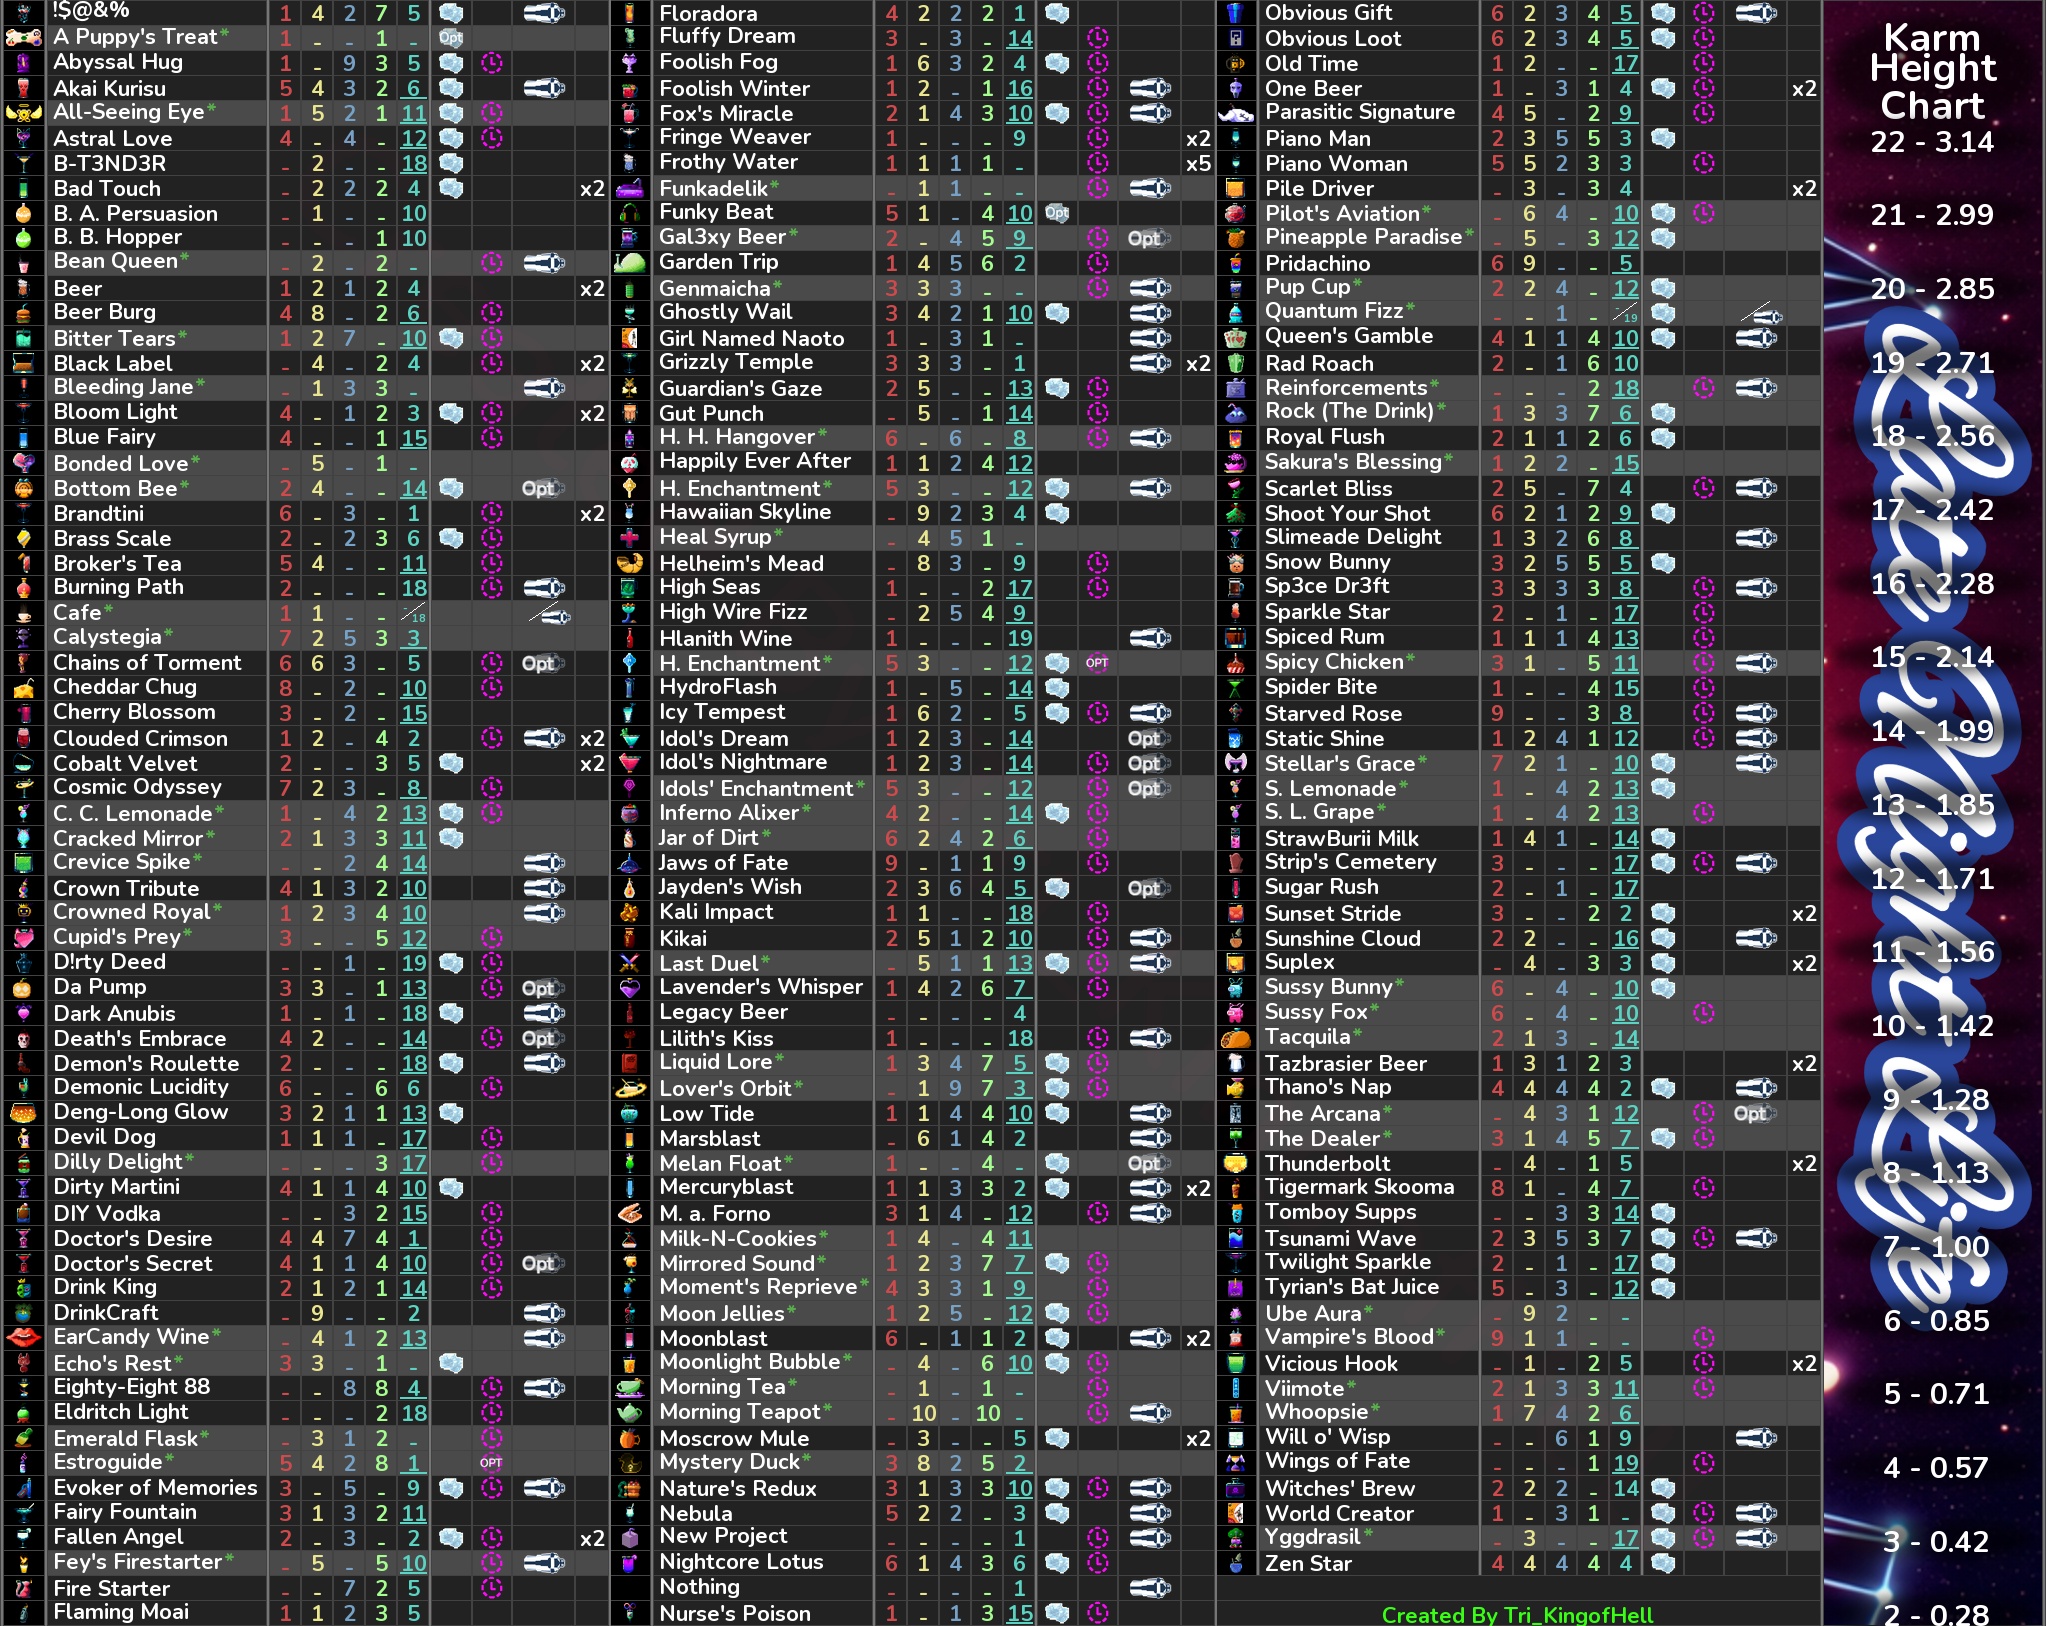 !$@&% 1 4 2 7 5
A Puppy's Treat* 1 - - 1 - Opt
Abyssal Hug 1 - 9 3 5
Akai Kurisu 5 4 3 2 6
All-Seeing Eye* 1 5 2 1 11
Astral Love 4 - 4 - 12
B-T3ND3R - 2 - - 18
Bad Touch - 2 2 2 4 x2
B. A. Persuasion - 1 - - 10
B. B. Hopper - - - 1 10
Bean Queen* - 2 - 2 -
Beer 1 2 1 2 4 x2
Beer Burg 4 8 - 2 6
Bitter Tears* 1 2 7 - 10
Black Label - 4 - 2 4 x2
Bleeding Jane* - 1 3 3 -
Bloom Light 4 - 1 2 3 x2
Blue Fairy 4 - - 1 15
Bonded Love* - 5 - 1 -
Bottom Bee* 2 4 - - 14 Opt
Brandtini 6 - 3 - 1 x2
Brass Scale 2 - 2 3 6
Broker's Tea 5 4 - - 11
Burning Path 2 - - - 18
Cafe* 1 1 - - -/18
Calystegia* 7 2 5 3 3
Chains of Torment 6 6 3 - 5 Opt
Cheddar Chug 8 - 2 - 10
Cherry Blossom 3 - 2 - 15
Clouded Crimson 1 2 - 4 2 x2
Cobalt Velvet 2 - - 3 5 x2
Cosmic Odyssey 7 2 3 - 8
C. C. Lemonade* 1 - 4 2 13
Cracked Mirror* 2 1 3 3 11
Crevice Spike* - - 2 4 14
Crown Tribute 4 1 3 2 10
Crowned Royal* 1 2 3 4 10
Cupid's Prey* 3 - - 5 12
D!rty Deed - - 1 - 19
Da Pump 3 3 - 1 13 Opt
Dark Anubis 1 - 1 - 18
Death's Embrace 4 2 - - 14 Opt
Demon's Roulette 2 - - - 18
Demonic Lucidity 6 - - 6 6
Deng-Long Glow 3 2 1 1 13
Devil Dog 1 1 1 - 17
Dilly Delight* - - - 3 17
Dirty Martini 4 1 1 4 10
DIY Vodka - - 3 2 15
Doctor's Desire 4 4 7 4 1
Doctor's Secret 4 1 1 4 10 Opt
Drink King 2 1 2 1 14
DrinkCraft - 9 - - 2
EarCandy Wine* - 4 1 2 13
Echo's Rest* 3 3 - 1 -
Eighty-Eight 88 - - 8 8 4
Eldritch Light - - - 2 18
Emerald Flask* - 3 1 2 -
Estroguide* 5 4 2 8 1 OPT
Evoker of Memories 3 - 5 - 9
Fairy Fountain 3 1 3 2 11
Fallen Angel 2 - 3 - 2 x2
Fey's Firestarter* - 5 - 5 10
Fire Starter - - 7 2 5
Flaming Moai 1 1 2 3 5
Floradora 4 2 2 2 1
Fluffy Dream 3 - 3 - 14
Foolish Fog 1 6 3 2 4
Foolish Winter 1 2 - 1 16
Fox's Miracle 2 1 4 3 10
Fringe Weaver 1 - - - 9 x2
Frothy Water 1 1 1 1 - x5
Funkadelik* - 1 1 - -
Funky Beat 5 1 - 4 10 Opt
Gal3xy Beer* 2 - 4 5 9 Opt
Garden Trip 1 4 5 6 2
Genmaicha* 3 3 3 - -
Ghostly Wail 3 4 2 1 10
Girl Named Naoto 1 - 3 1 -
Grizzly Temple 3 3 3 - 1 x2
Guardian's Gaze 2 5 - - 13
Gut Punch - 5 - 1 14
H. H. Hangover* 6 - 6 - 8
Happily Ever After 1 1 2 4 12
H. Enchantment* 5 3 - - 12
Hawaiian Skyline - 9 2 3 4
Heal Syrup* - 4 5 1 -
Helheim's Mead - 8 3 - 9
High Seas 1 - - 2 17
High Wire Fizz - 2 5 4 9
Hlanith Wine 1 - - - 19
H. Enchantment* 5 3 - - 12 OPT
HydroFlash 1 - 5 - 14
Icy Tempest 1 6 2 - 5
Idol's Dream 1 2 3 - 14 Opt
Idol's Nightmare 1 2 3 - 14 Opt
Idols' Enchantment* 5 3 - - 12 Opt
Inferno Alixer* 4 2 - - 14
Jar of Dirt* 6 2 4 2 6
Jaws of Fate 9 - 1 1 9
Jayden's Wish 2 3 6 4 5 Opt
Kali Impact 1 1 - - 18
Kikai 2 5 1 2 10
Last Duel* - 5 1 1 13
Lavender's Whisper 1 4 2 6 7
Legacy Beer - - - - 4
Lilith's Kiss 1 - - - 18
Liquid Lore* 1 3 4 7 5
Lover's Orbit* - 1 9 7 3
Low Tide 1 1 4 4 10
Marsblast - 6 1 4 2
Melan Float* 1 - - 4 - Opt
Mercuryblast 1 1 3 3 2 x2
M. a. Forno 3 1 4 - 12
Milk-N-Cookies* 1 4 - 4 11
Mirrored Sound* 1 2 3 7 7
Moment's Reprieve* 4 3 3 1 9
Moon Jellies* 1 2 5 - 12
Moonblast 6 - 1 1 2 x2
Moonlight Bubble* - 4 - 6 10
Morning Tea* - 1 - 1 -
Morning Teapot* - 10 - 10 -
Moscrow Mule - 3 - - 5 x2
Mystery Duck* 3 8 2 5 2
Nature's Redux 3 1 3 3 10
Nebula 5 2 2 - 3
New Project - - - - 1
Nightcore Lotus 6 1 4 3 6
Nothing - - - - 1
Nurse's Poison 1 - 1 3 15
Obvious Gift 6 2 3 4 5
Obvious Loot 6 2 3 4 5
Old Time 1 2 - - 17
One Beer 1 - 3 1 4 x2
Parasitic Signature 4 5 - 2 9
Piano Man 2 3 5 5 3
Piano Woman 5 5 2 3 3
Pile Driver - 3 - 3 4 x2
Pilot's Aviation* - 6 4 - 10
Pineapple Paradise* - 5 - 3 12
Pridachino 6 9 - - 5
Pup Cup* 2 2 4 - 12
Quantum Fizz* - - 1 - -/19
Queen's Gamble 4 1 1 4 10
Rad Roach 2 - 1 6 10
Reinforcements* - - - 2 18
Rock (The Drink)* 1 3 3 7 6
Royal Flush 2 1 1 2 6
Sakura's Blessing* 1 2 2 - 15
Scarlet Bliss 2 5 - 7 4
Shoot Your Shot 6 2 1 2 9
Slimeade Delight 1 3 2 6 8
Snow Bunny 3 2 5 5 5
Sp3ce Dr3ft 3 3 3 3 8
Sparkle Star 2 - 1 - 17
Spiced Rum 1 1 1 4 13
Spicy Chicken* 3 1 - 5 11
Spider Bite 1 - - 4 15
Starved Rose 9 - - 3 8
Static Shine 1 2 4 1 12
Stellar's Grace* 7 2 1 - 10
S. Lemonade* 1 - 4 2 13
S. L. Grape* 1 - 4 2 13
StrawBurii Milk 1 4 1 - 14
Strip's Cemetery 3 - - - 17
Sugar Rush 2 - 1 - 17
Sunset Stride 3 - - 2 2 x2
Sunshine Cloud 2 2 - - 16
Suplex - 4 - 3 3 x2
Sussy Bunny* 6 - 4 - 10
Sussy Fox* 6 - 4 - 10
Tacquila* 2 1 3 - 14
Tazbrasier Beer 1 3 1 2 3 x2
Thano's Nap 4 4 4 4 2
The Arcana* - 4 3 1 12 Opt
The Dealer* 3 1 4 5 7
Thunderbolt - 4 - 1 5 x2
Tigermark Skooma 8 1 - 4 7
Tomboy Supps - - 3 3 14
Tsunami Wave 2 3 5 3 7
Twilight Sparkle 2 - 1 - 17
Tyrian's Bat Juice 5 - 3 - 12
Ube Aura* - 9 2 - -
Vampire's Blood* 9 1 1 - -
Vicious Hook - 1 - 2 5 x2
Viimote* 2 1 3 3 11
Whoopsie* 1 7 4 2 6
Will o' Wisp - - 6 1 9
Wings of Fate - - - 1 19
Witches' Brew 2 2 2 - 14
World Creator 1 - 3 1 -
Yggdrasil* - 3 - - 17
Zen Star 4 4 4 4 4
Created By Tri_KingofHell
Karm
Height
Chart
22 - 3.14
21 - 2.99
20 - 2.85
19 - 2.71
18 - 2.56
17 - 2.42
16 - 2.28
15 - 2.14
14 - 1.99
13 - 1.85
12 - 1.71
11 - 1.56
10 - 1.42
9 - 1.28
8 - 1.13
7 - 1.00
6 - 0.85
5 - 0.71
4 - 0.57
3 - 0.42
2 - 0.28
Late Night Life